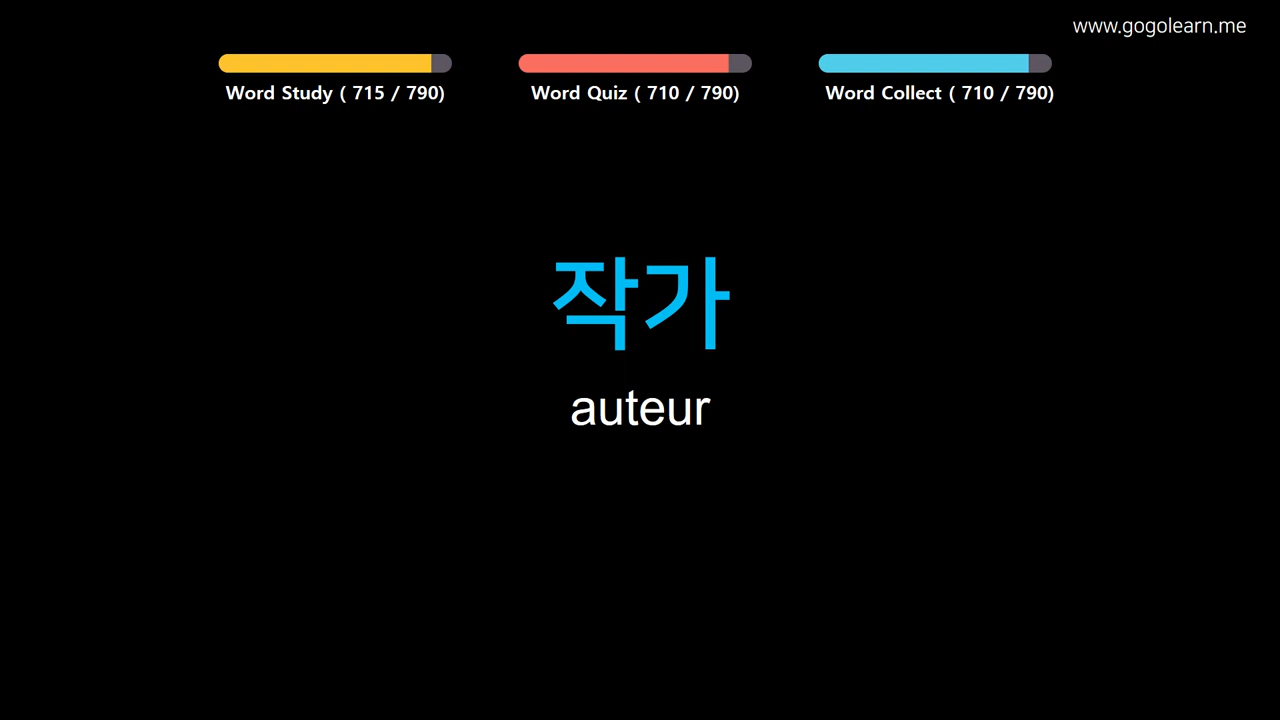 www.gogolearn.me
Word Study ( 715 / 790)
Word Quiz ( 710 / 790)
Word Collect ( 710 / 790)
작가
auteur